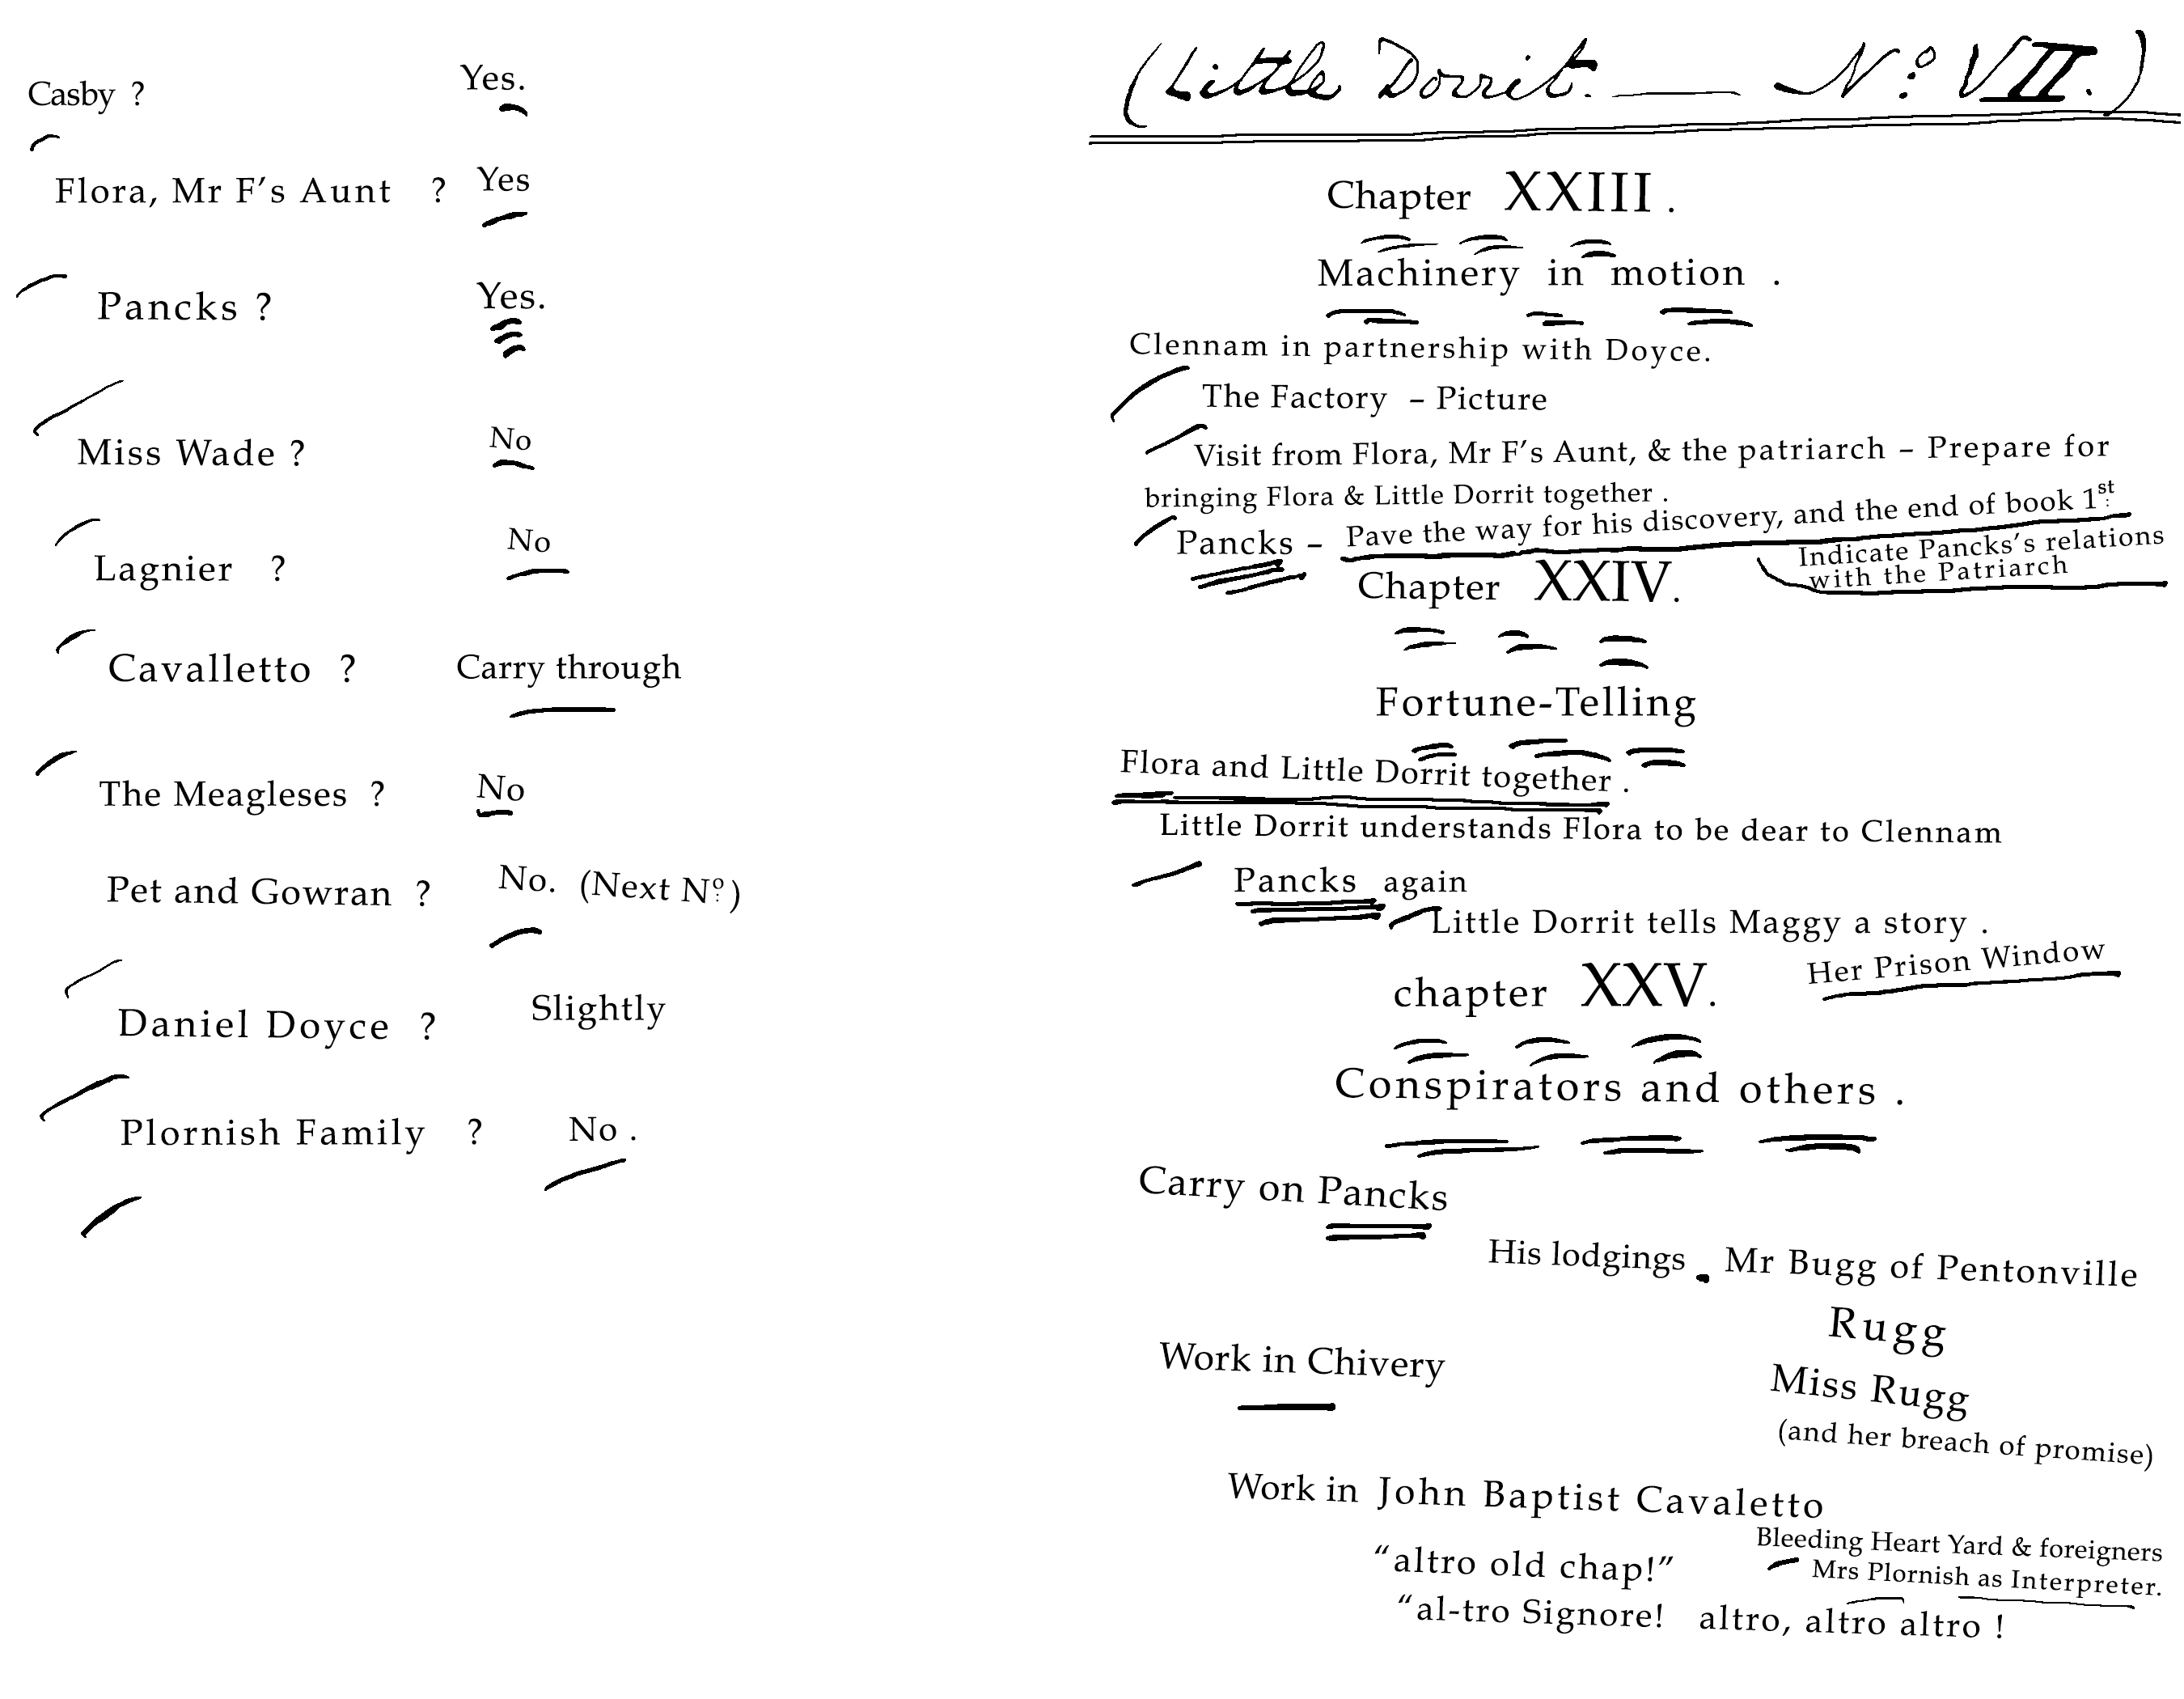 Casby ? Yes.
Flora, Mr F's Aunt ? Yes
Pancks ? Yes.
Miss Wade ? No
Lagnier ? No
Cavalletto ? Carry through
The Meagleses ? No
Pet and Gowran ? No. (Next Nº)
Daniel Doyce ? Slightly
Plornish Family ? No .
(Little Dorrit. — Nº VII.)
Chapter XXIII .
Machinery in motion .
Clennam in partnership with Doyce.
The Factory – Picture
Visit from Flora, Mr F's Aunt, & the patriarch – Prepare for
bringing Flora & Little Dorrit together .
Pancks – Pave the way for his discovery, and the end of book 1st
Indicate Pancks's relations
with the Patriarch
Chapter XXIV.
Fortune-Telling
Flora and Little Dorrit together .
Little Dorrit understands Flora to be dear to Clennam
Pancks again
Little Dorrit tells Maggy a story .
Her Prison Window
chapter XXV.
Conspirators and others .
Carry on Pancks
His lodgings . Mr Bugg of Pentonville
Rugg
Work in Chivery
Miss Rugg
(and her breach of promise)
Work in John Baptist Cavaletto
Bleeding Heart Yard & foreigners
"altro old chap!"
Mrs Plornish as Interpreter.
"al-tro Signore! altro, altro altro !